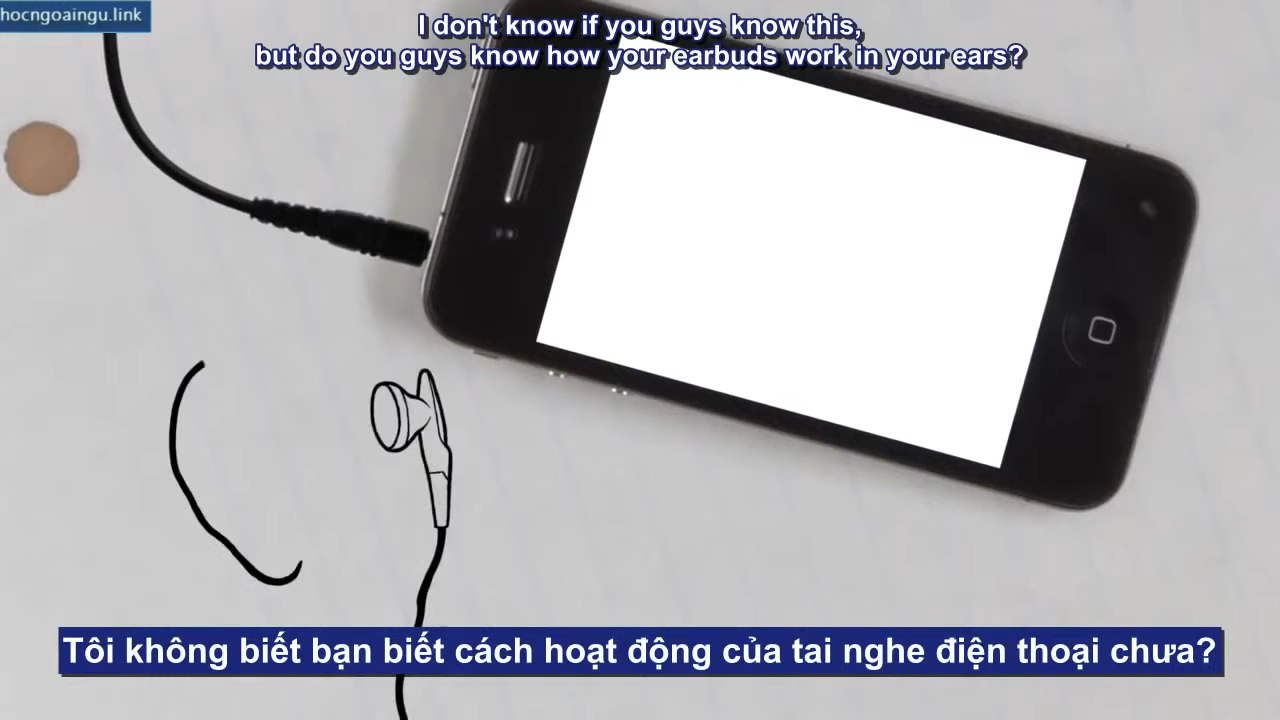 hocngoaingu.link
I don't know if you guys know this,
but do you guys know how your earbuds work in your ears?
Tôi không biết bạn biết cách hoạt động của tai nghe điện thoại chưa?